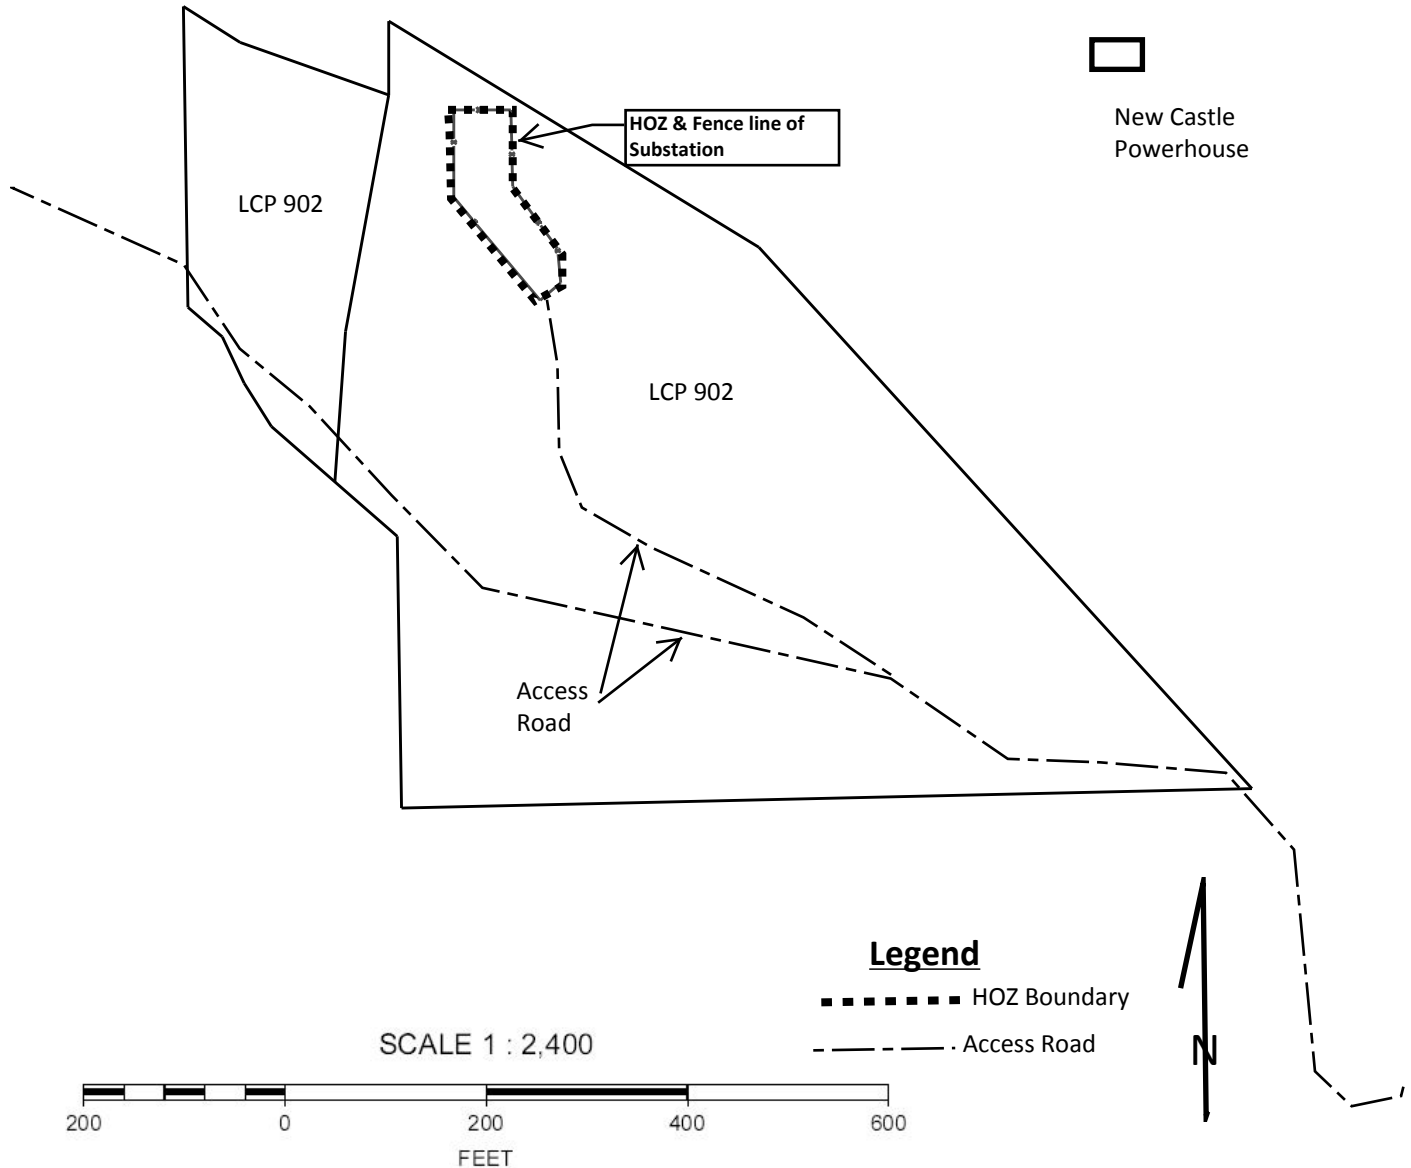 HOZ & Fence line of
Substation
New Castle
Powerhouse
LCP 902
LCP 902
Access
Road
Legend
HOZ Boundary
Access Road
N
SCALE 1 : 2,400
200 0 200 400 600
FEET